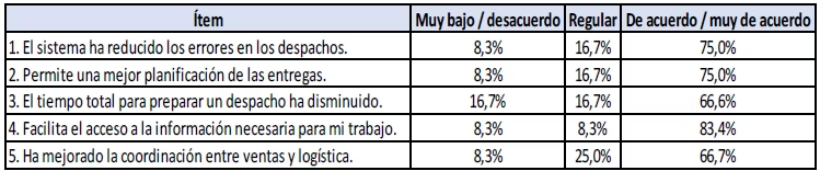 Ítem Muy bajo / desacuerdo Regular De acuerdo / muy de acuerdo
1. El sistema ha reducido los errores en los despachos. 8,3% 16,7% 75,0%
2. Permite una mejor planificación de las entregas. 8,3% 16,7% 75,0%
3. El tiempo total para preparar un despacho ha disminuido. 16,7% 16,7% 66,6%
4. Facilita el acceso a la información necesaria para mi trabajo. 8,3% 8,3% 83,4%
5. Ha mejorado la coordinación entre ventas y logística. 8,3% 25,0% 66,7%